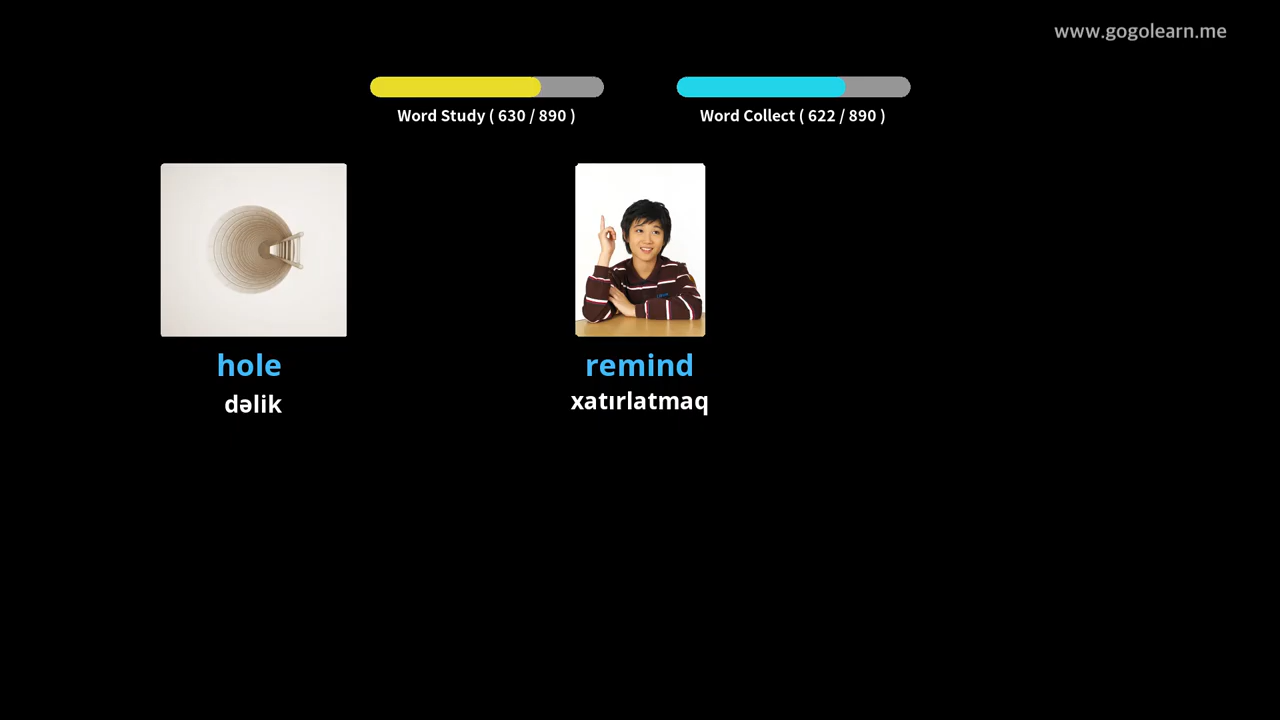 www.gogolearn.me
Word Study ( 630 / 890 )
Word Collect ( 622 / 890 )
hole
dəlik
remind
xatırlatmaq